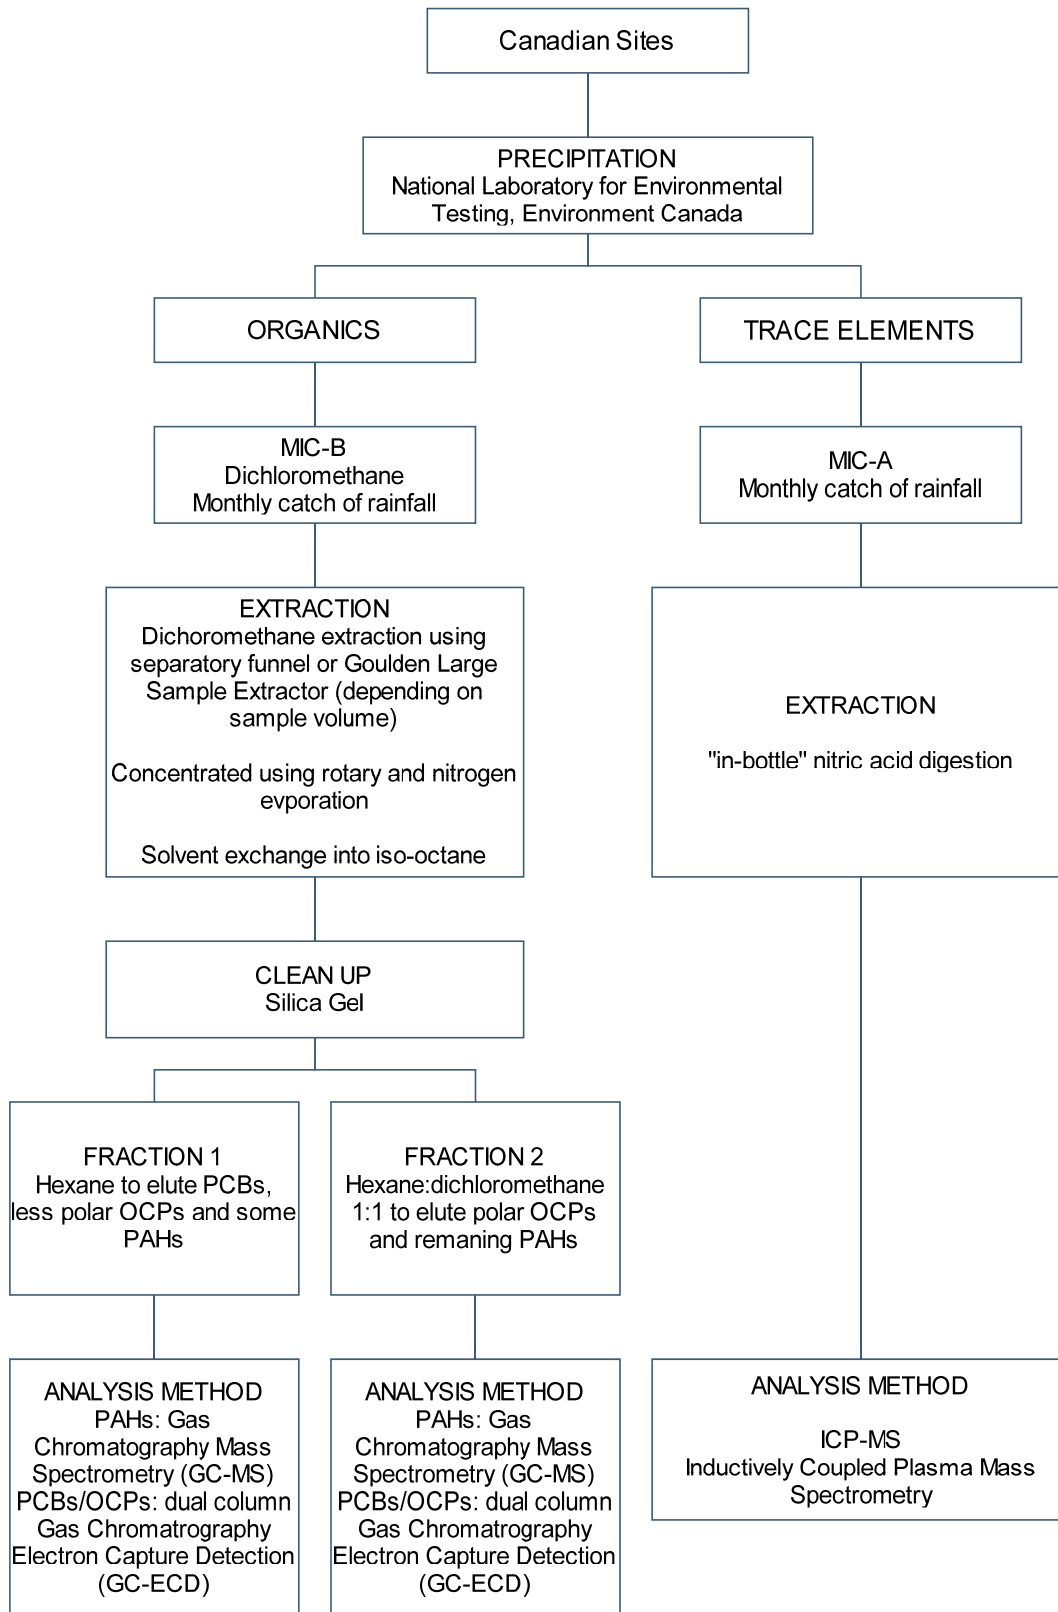 Canadian Sites
PRECIPITATION
National Laboratory for Environmental
Testing, Environment Canada
ORGANICS
TRACE ELEMENTS
MIC-B
Dichloromethane
Monthly catch of rainfall
MIC-A
Monthly catch of rainfall
EXTRACTION
Dichoromethane extraction using
separatory funnel or Goulden Large
Sample Extractor (depending on
sample volume)
Concentrated using rotary and nitrogen
evporation
Solvent exchange into iso-octane
EXTRACTION
"in-bottle" nitric acid digestion
CLEAN UP
Silica Gel
FRACTION 1
Hexane to elute PCBs,
less polar OCPs and some
PAHs
FRACTION 2
Hexane:dichloromethane
1:1 to elute polar OCPs
and remaning PAHs
ANALYSIS METHOD
PAHs: Gas
Chromatography Mass
Spectrometry (GC-MS)
PCBs/OCPs: dual column
Gas Chromatrography
Electron Capture Detection
(GC-ECD)
ANALYSIS METHOD
PAHs: Gas
Chromatography Mass
Spectrometry (GC-MS)
PCBs/OCPs: dual column
Gas Chromatrography
Electron Capture Detection
(GC-ECD)
ANALYSIS METHOD
ICP-MS
Inductively Coupled Plasma Mass
Spectrometry